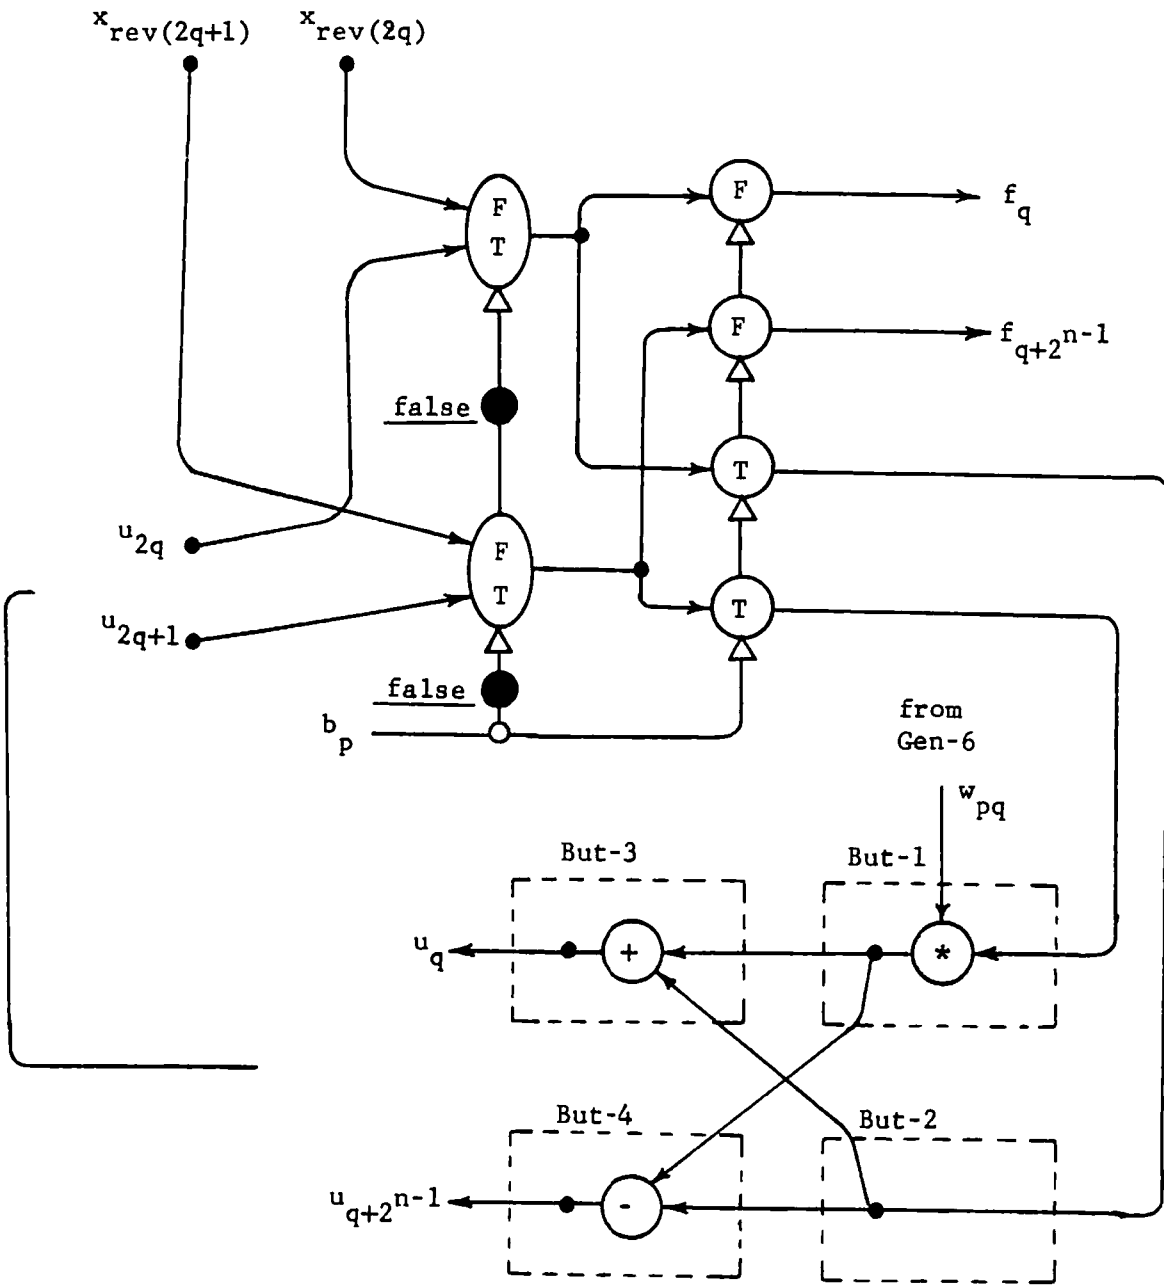 x_rev(2q+1)
x_rev(2q)
F
T
F
f_q
F
f_q+2^n-1
false
T
u_2q
F
T
T
u_2q+1
false
b_p
from
Gen-6
w_pq
But-3
But-1
u_q
+
*
But-4
But-2
u_q+2^n-1
-